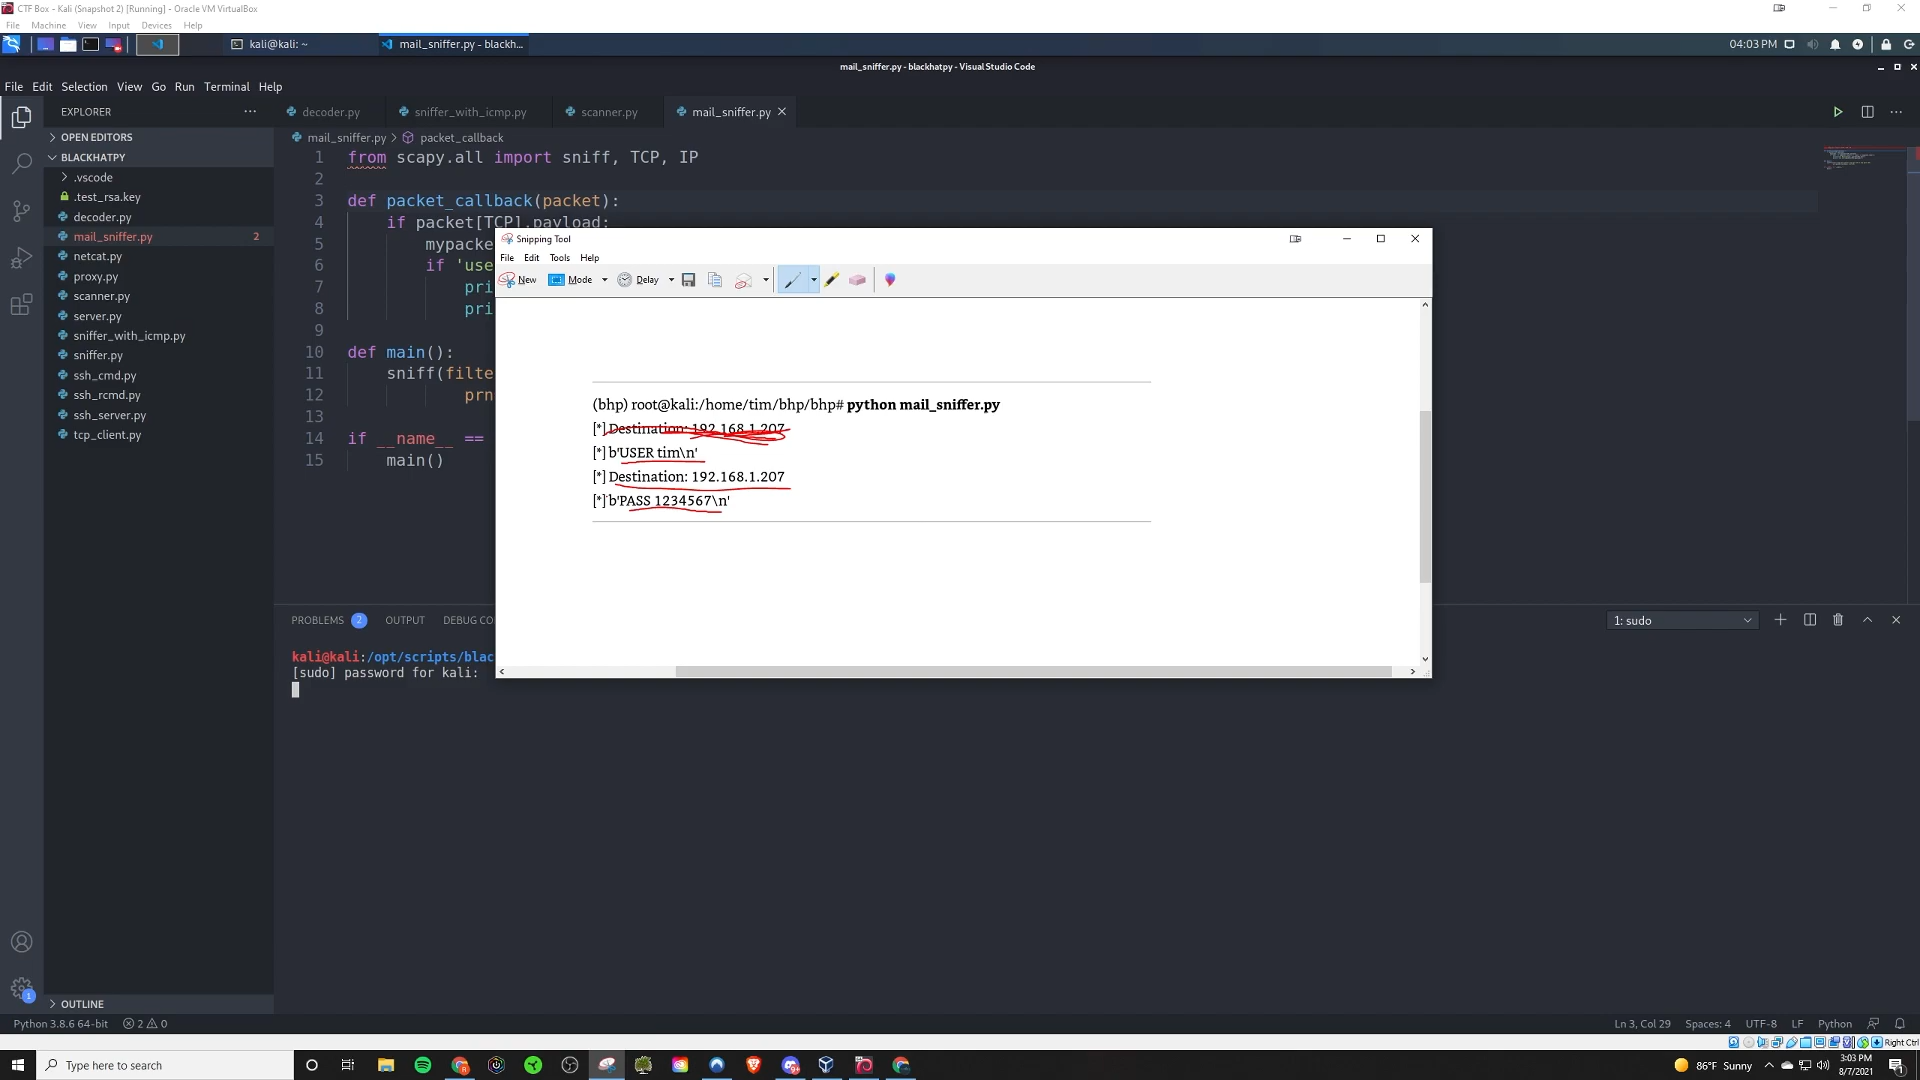 CTF Box - Kali (Snapshot 2) [Running] - Oracle VM VirtualBox
File Machine View Input Devices Help
kali@kali: ~
mail_sniffer.py - blackh...
04:03 PM
mail_sniffer.py - blackhatpy - Visual Studio Code
File Edit Selection View Go Run Terminal Help
EXPLORER
decoder.py
sniffer_with_icmp.py
scanner.py
mail_sniffer.py
OPEN EDITORS
mail_sniffer.py > packet_callback
BLACKHATPY
.vscode
.test_rsa.key
decoder.py
mail_sniffer.py 2
netcat.py
proxy.py
scanner.py
server.py
sniffer_with_icmp.py
sniffer.py
ssh_cmd.py
ssh_rcmd.py
ssh_server.py
tcp_client.py
OUTLINE
1 from scapy.all import sniff, TCP, IP
2
3 def packet_callback(packet):
4 if packet[TCP].payload:
5 mypacke
6 if 'use
7 pri
8 pri
9
10 def main():
11 sniff(filte
12 prn
13
14 if __name__ ==
15 main()
Snipping Tool
File Edit Tools Help
New Mode Delay
(bhp) root@kali:/home/tim/bhp/bhp# python mail_sniffer.py
[*] Destination: 192.168.1.207
[*] b'USER tim\n'
[*] Destination: 192.168.1.207
[*] b'PASS 1234567\n'
PROBLEMS 2 OUTPUT DEBUG CO
1: sudo
kali@kali:/opt/scripts/blac
[sudo] password for kali:
1
Python 3.8.6 64-bit 2 0
Ln 3, Col 29 Spaces: 4 UTF-8 LF Python
Right Ctrl
Type here to search
86°F Sunny
3:03 PM
8/7/2021